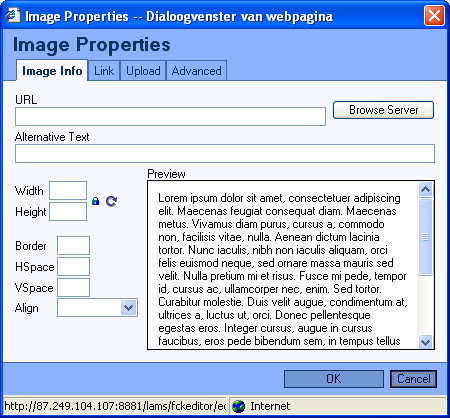 Image Properties -- Dialoogvenster van webpagina
Image Properties
Image Info Link Upload Advanced
URL
Browse Server
Alternative Text
Preview
Width
Height
Border
HSpace
VSpace
Align
Lorem ipsum dolor sit amet, consectetuer adipiscing
elit. Maecenas feugiat consequat diam. Maecenas
metus. Vivamus diam purus, cursus a, commodo
non, facilisis vitae, nulla. Aenean dictum lacinia
tortor. Nunc iaculis, nibh non iaculis aliquam, orci
felis euismod neque, sed ornare massa mauris sed
velit. Nulla pretium mi et risus. Fusce mi pede, tempor
id, cursus ac, ullamcorper nec, enim. Sed tortor.
Curabitur molestie. Duis velit augue, condimentum at,
ultrices a, luctus ut, orci. Donec pellentesque
egestas eros. Integer cursus, augue in cursus
faucibus, eros pede bibendum sem, in tempus tellus
OK Cancel
http://87.249.104.107:8881/lams/fckeditor/e Internet